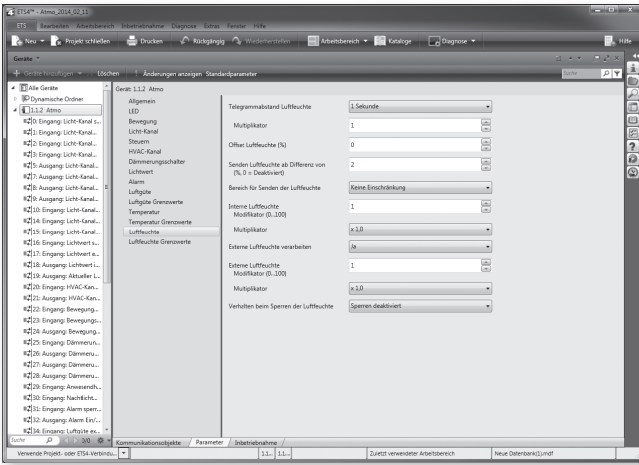 ETS4™ - Atmo_2014_02_11
ETS Bearbeiten Arbeitsbereich Inbetriebnahme Diagnose Extras Fenster Hilfe
Neu Projekt schließen Drucken Rückgängig Wiederherstellen Arbeitsbereich Kataloge Diagnose Hilfe
Geräte
Geräte hinzufügen Löschen Änderungen anzeigen Standardparameter Suche
Alle Geräte
Dynamische Ordner
1.1.2 Atmo
0: Eingang: Licht-Kanal s...
1: Eingang: Licht-Kanal...
2: Eingang: Licht-Kanal...
3: Eingang: Licht-Kanal...
5: Ausgang: Licht-Kanal...
7: Ausgang: Licht-Kanal...
8: Ausgang: Licht-Kanal...
9: Ausgang: Licht-Kanal...
10: Eingang: Licht-Kanal...
14: Eingang: Licht-Kanal...
15: Eingang: Licht-Kanal...
16: Eingang: Lichtwert s...
17: Eingang: Lichtwert e...
18: Ausgang: Lichtwert i...
19: Ausgang: Aktueller L...
20: Eingang: HVAC-Kan...
21: Ausgang: HVAC-Kan...
22: Eingang: Bewegung...
23: Eingang: Bewegungs...
24: Ausgang: Bewegung...
25: Eingang: Dämmerun...
26: Ausgang: Dämmeru...
27: Ausgang: Dämmeru...
28: Ausgang: Dämmeru...
29: Eingang: Anwesendh...
30: Eingang: Nachtlicht...
31: Eingang: Alarm sperr...
32: Ausgang: Alarm Ein/...
34: Eingang: Luftgüte ex...
Suche 0/0
Gerät: 1.1.2 Atmo
Allgemein
LED
Bewegung
Licht-Kanal
Steuern
HVAC-Kanal
Dämmerungsschalter
Lichtwert
Alarm
Luftgüte
Luftgüte Grenzwerte
Temperatur
Temperatur Grenzwerte
Luftfeuchte
Luftfeuchte Grenzwerte
Telegrammabstand Luftfeuchte 1 Sekunde
Multiplikator 1
Offset Luftfeuchte (%) 0
Senden Luftfeuchte ab Differenz von 2
(%, 0 = Deaktiviert)
Bereich für Senden der Luftfeuchte Keine Einschränkung
Interne Luftfeuchte 1
Modifikator (0...100)
Multiplikator x 1,0
Externe Luftfeuchte verarbeiten Ja
Externe Luftfeuchte 1
Modifikator (0...100)
Multiplikator x 1,0
Verhalten beim Sperren der Luftfeuchte Sperren deaktiviert
Kommunikationsobjekte Parameter Inbetriebnahme
Verwende Projekt- oder ETS4-Verbindu... 1.1... 1.1... Zuletzt verwendeter Arbeitsbereich Neue Datenbank(1).mdf